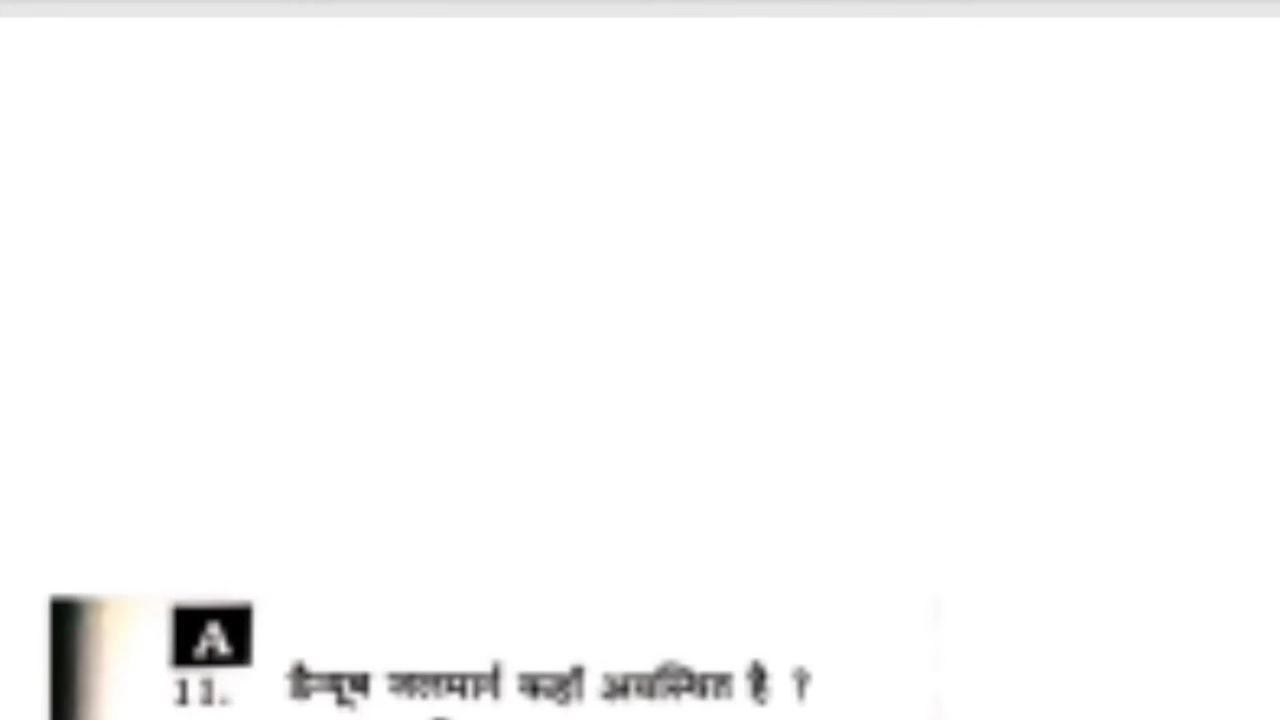 A
11. डैन्यूब जलमार्ग कहाँ अवस्थित है ?